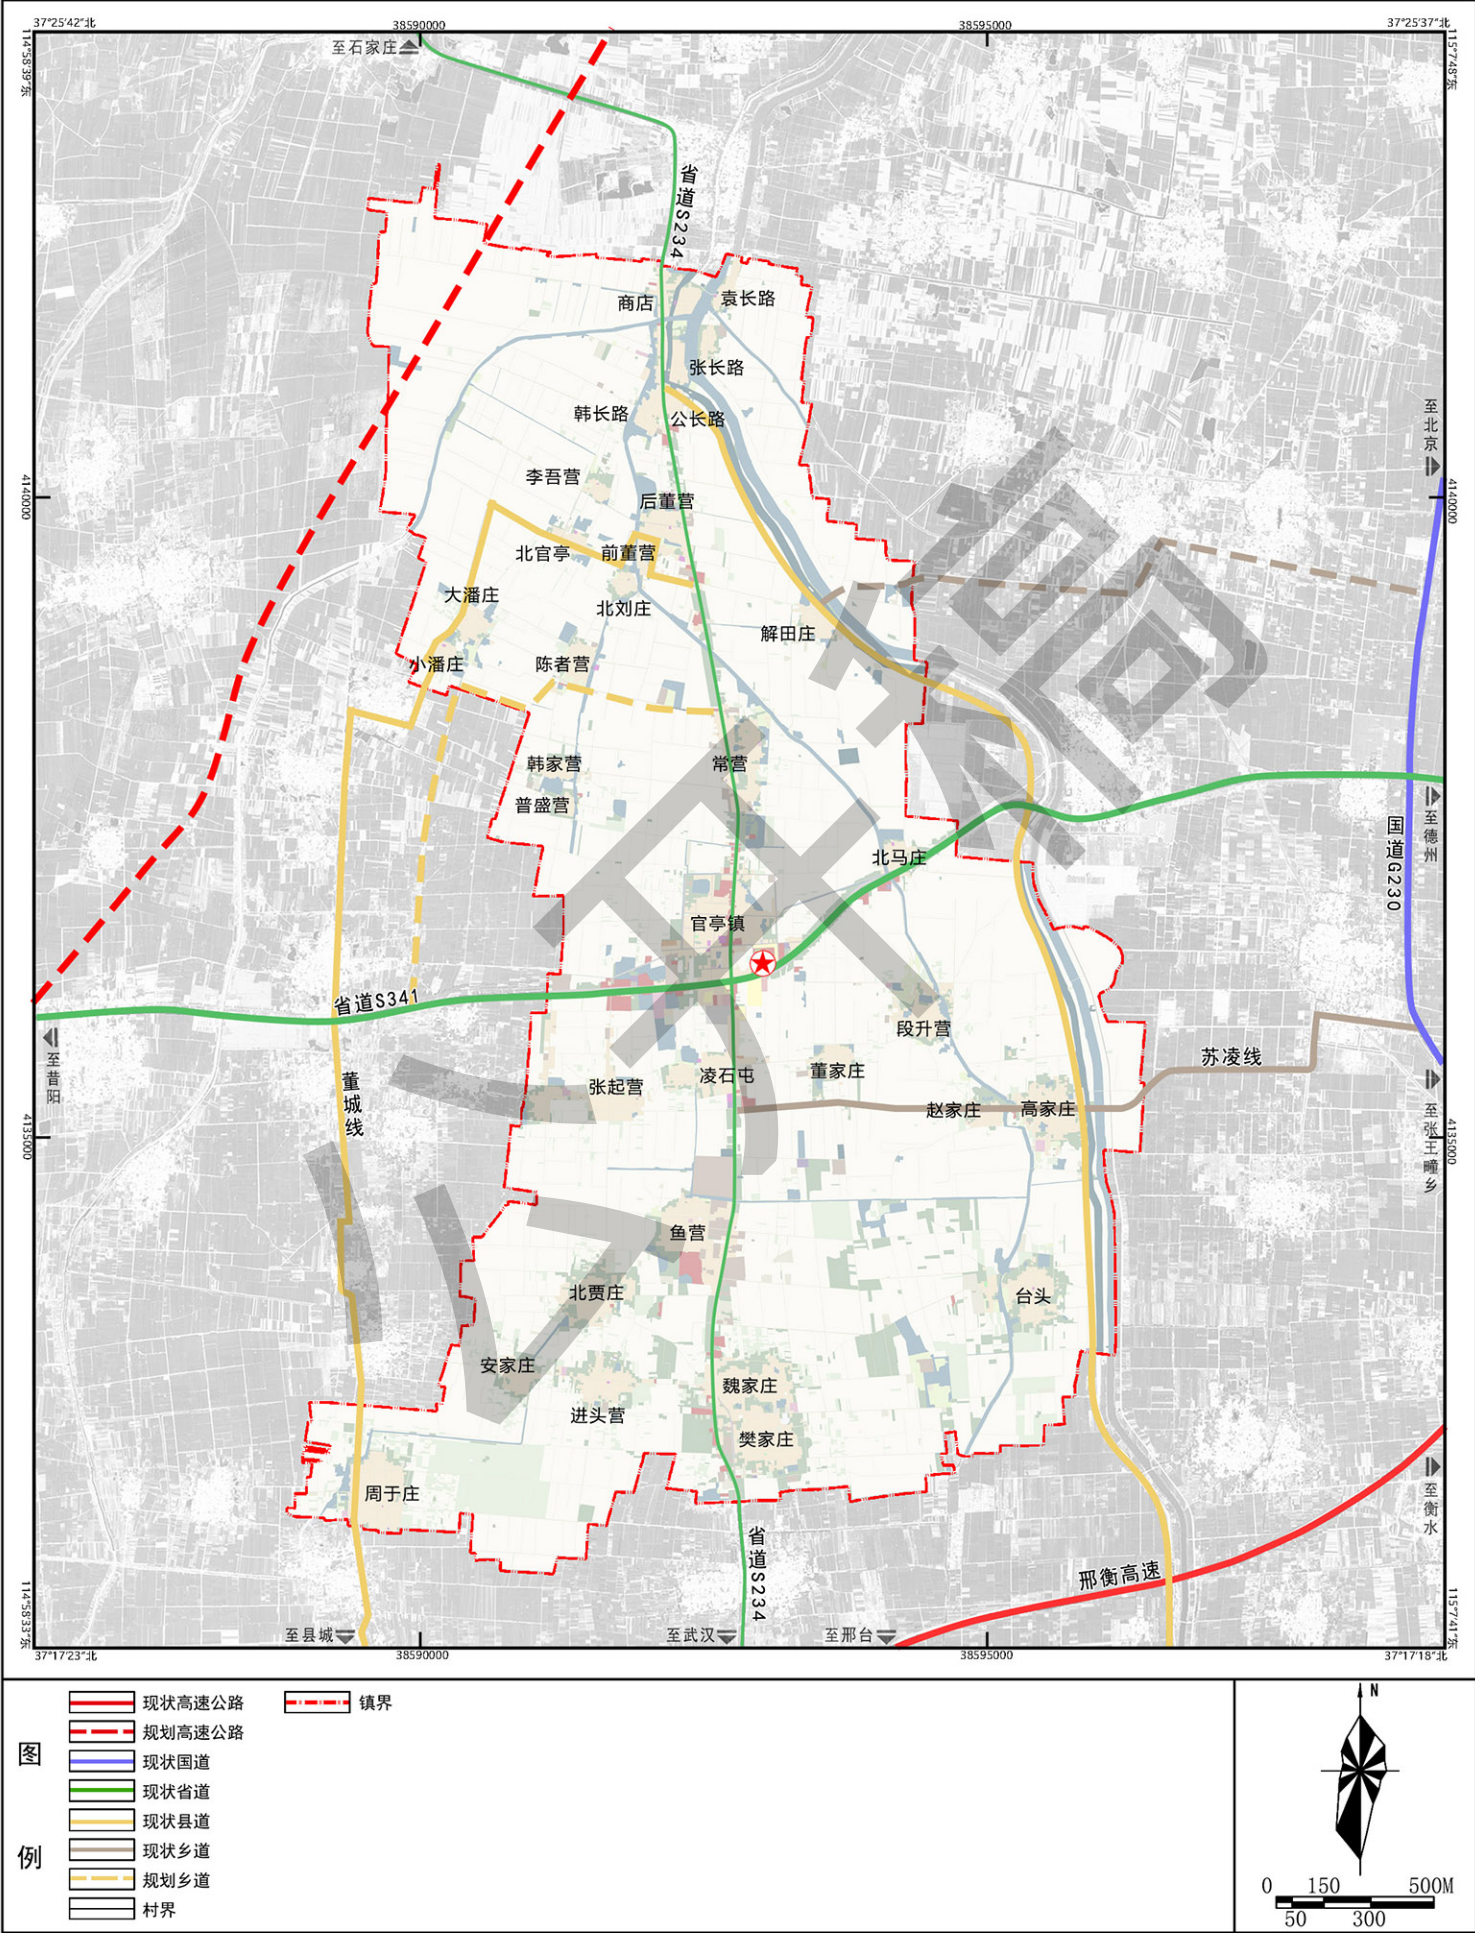 37°25′42″北
38590000
38595000
37°25′37″北
114°58′39″东
115°7′48″东
至石家庄
省道S234
商店
袁长路
张长路
韩长路
公长路
至北京
李吾营
后董营
4140000
4140000
北官亭
前董营
大潘庄
北刘庄
解田庄
小潘庄
陈者营
韩家营
常营
普盛营
至德州
国道G230
北马庄
官亭镇
省道S341
段升营
至昔阳
苏凌线
张起营
凌石屯
董家庄
董城线
赵家庄
高家庄
4135000
4135000
至张王疃乡
鱼营
北贾庄
台头
安家庄
魏家庄
进头营
樊家庄
周于庄
至衡水
省道S234
邢衡高速
114°58′33″东
115°7′41″东
至县城
至武汉
至邢台
37°17′23″北
38590000
38595000
37°17′18″北
公示草稿
图例
现状高速公路
镇界
规划高速公路
现状国道
现状省道
现状县道
现状乡道
规划乡道
村界
N
0 150 500M
50 300